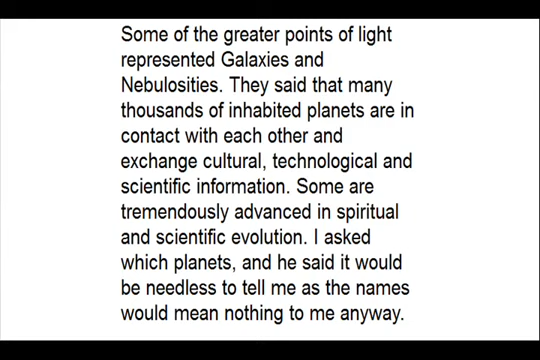 Some of the greater points of light
represented Galaxies and
Nebulosities. They said that many
thousands of inhabited planets are in
contact with each other and
exchange cultural, technological and
scientific information. Some are
tremendously advanced in spiritual
and scientific evolution. I asked
which planets, and he said it would
be needless to tell me as the names
would mean nothing to me anyway.